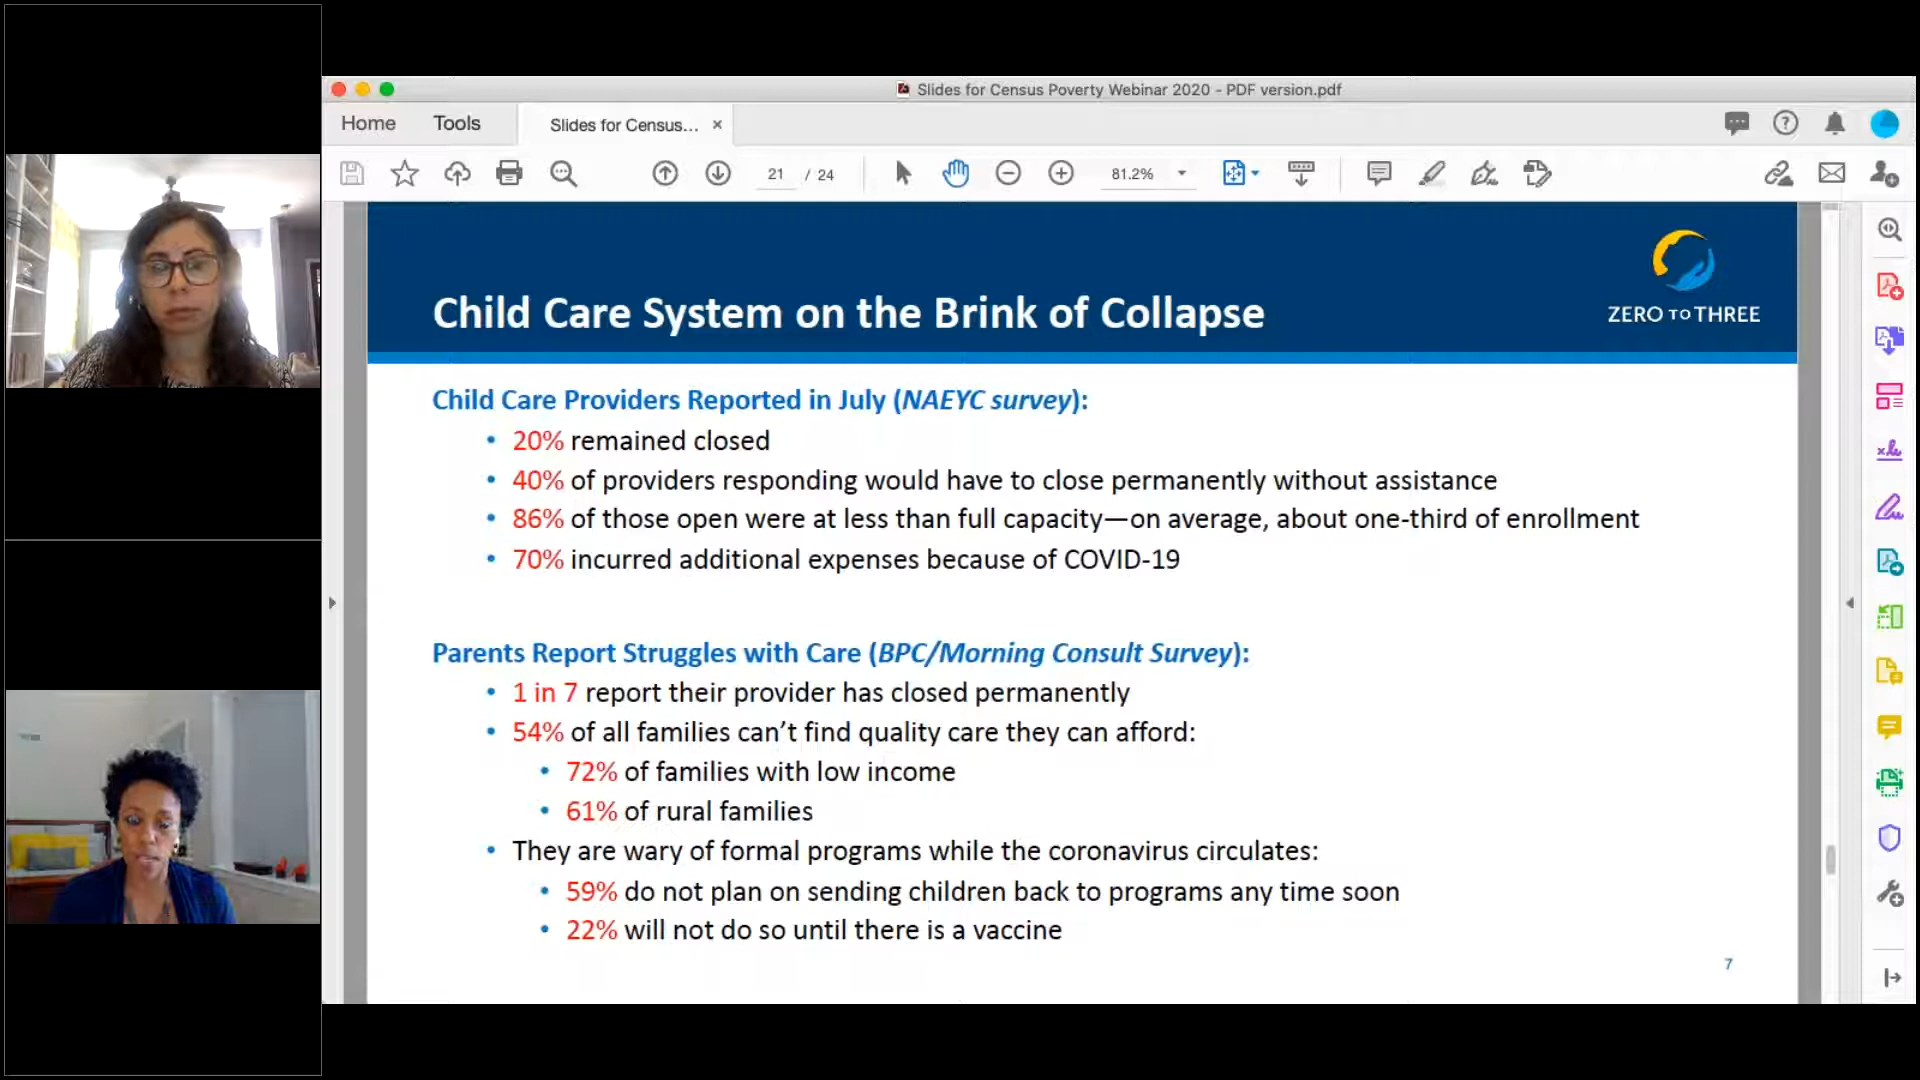 Slides for Census Poverty Webinar 2020 - PDF version.pdf
Home Tools Slides for Census... ×
21 / 24 81.2%
ZERO TO THREE
Child Care System on the Brink of Collapse
Child Care Providers Reported in July (NAEYC survey):
• 20% remained closed
• 40% of providers responding would have to close permanently without assistance
• 86% of those open were at less than full capacity—on average, about one-third of enrollment
• 70% incurred additional expenses because of COVID-19
Parents Report Struggles with Care (BPC/Morning Consult Survey):
• 1 in 7 report their provider has closed permanently
• 54% of all families can’t find quality care they can afford:
• 72% of families with low income
• 61% of rural families
• They are wary of formal programs while the coronavirus circulates:
• 59% do not plan on sending children back to programs any time soon
• 22% will not do so until there is a vaccine
7